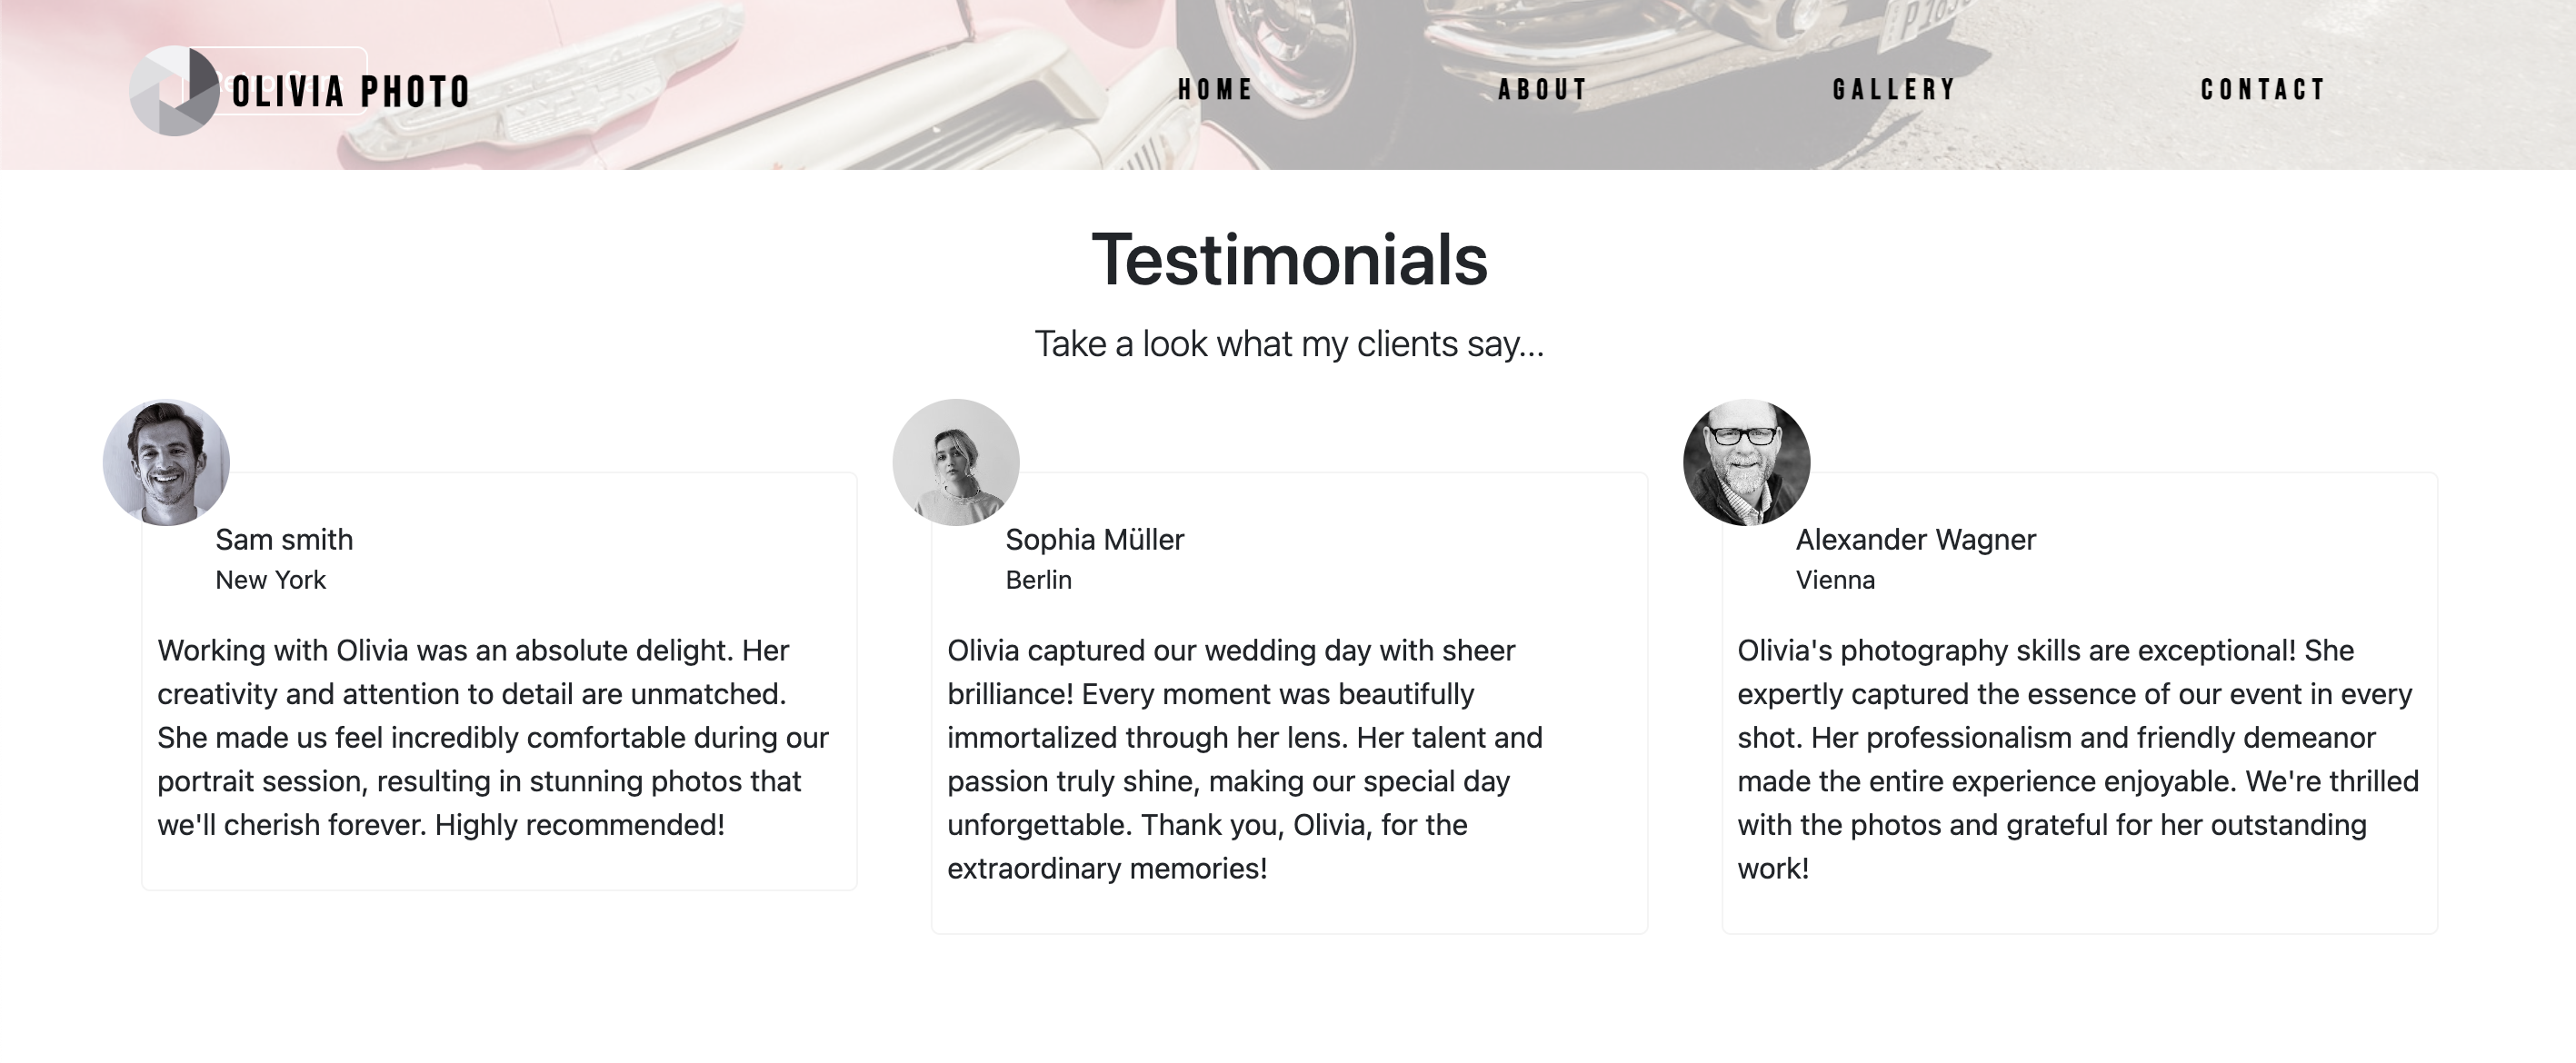 OLIVIA PHOTO
HOME
ABOUT
GALLERY
CONTACT
Testimonials
Take a look what my clients say...
Sam smith
New York
Working with Olivia was an absolute delight. Her
creativity and attention to detail are unmatched.
She made us feel incredibly comfortable during our
portrait session, resulting in stunning photos that
we'll cherish forever. Highly recommended!
Sophia Müller
Berlin
Olivia captured our wedding day with sheer
brilliance! Every moment was beautifully
immortalized through her lens. Her talent and
passion truly shine, making our special day
unforgettable. Thank you, Olivia, for the
extraordinary memories!
Alexander Wagner
Vienna
Olivia's photography skills are exceptional! She
expertly captured the essence of our event in every
shot. Her professionalism and friendly demeanor
made the entire experience enjoyable. We're thrilled
with the photos and grateful for her outstanding
work!